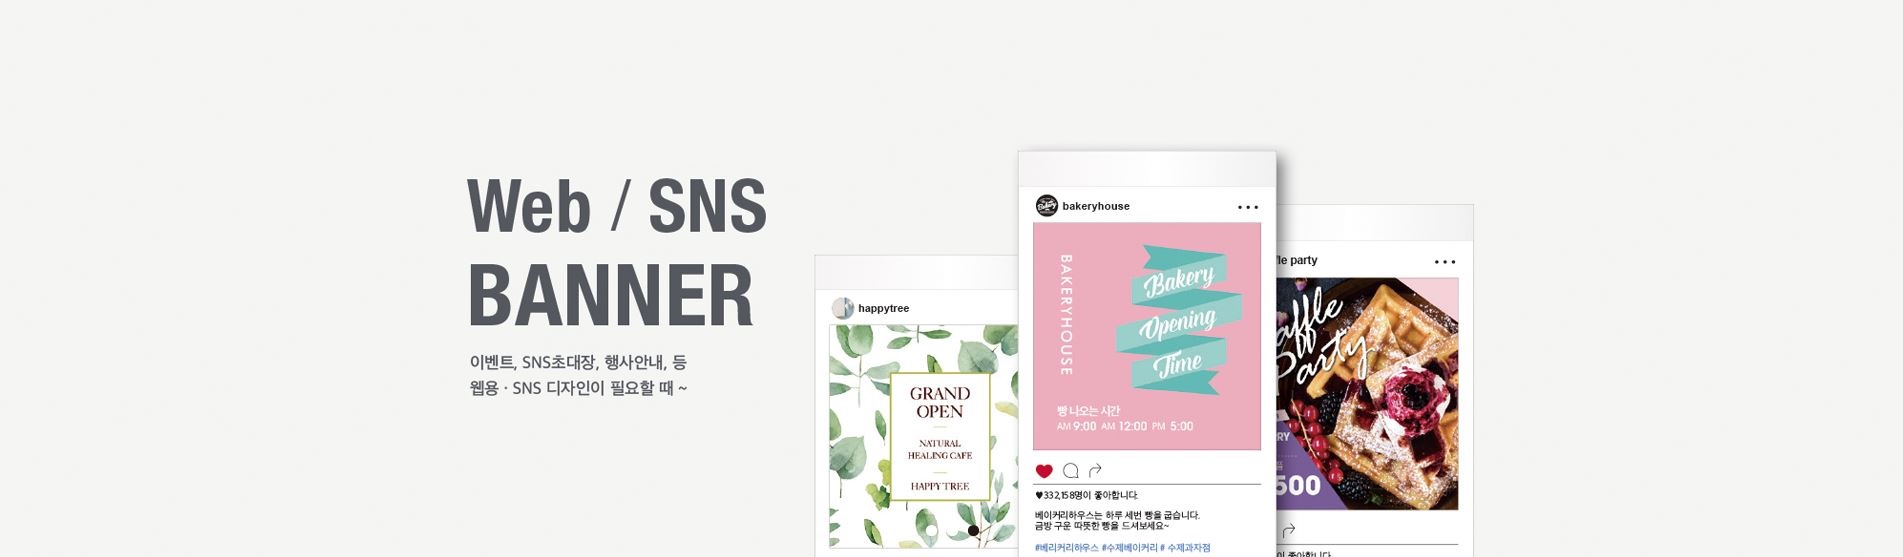 Web / SNS
BANNER
이벤트, SNS초대장, 행사안내, 등
웹용 · SNS 디자인이 필요할 때 ~
happytree
GRAND
OPEN
NATURAL
HEALING CAFE
HAPPY TREE
Bakery
bakeryhouse
BAKERYHOUSE
Bakery
Opening
Time
빵 나오는 시간
AM 9:00 AM 12:00 PM 5:00
♥332,158명이 좋아합니다.
베이커리하우스는 하루 세번 빵을 굽습니다.
금방 구운 따뜻한 빵을 드셔보세요~
#베리커리하우스 #수제베이커리 # 수제과자점
fle party
affle
Party
RY
500
이 좋아합니다.